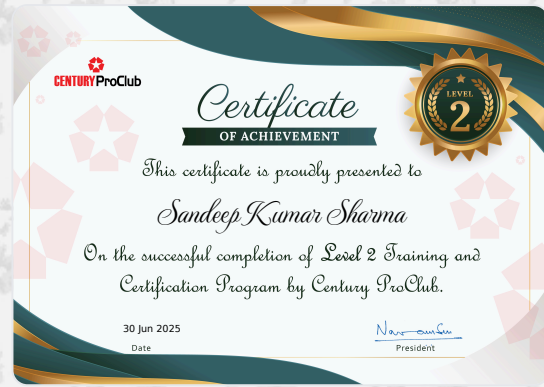 CENTURY ProClub
Certificate
OF ACHIEVEMENT
LEVEL
2
This certificate is proudly presented to
Sandeep Kumar Sharma
On the successful completion of Level 2 Training and
Certification Program by Century ProClub.
30 Jun 2025
Date
President